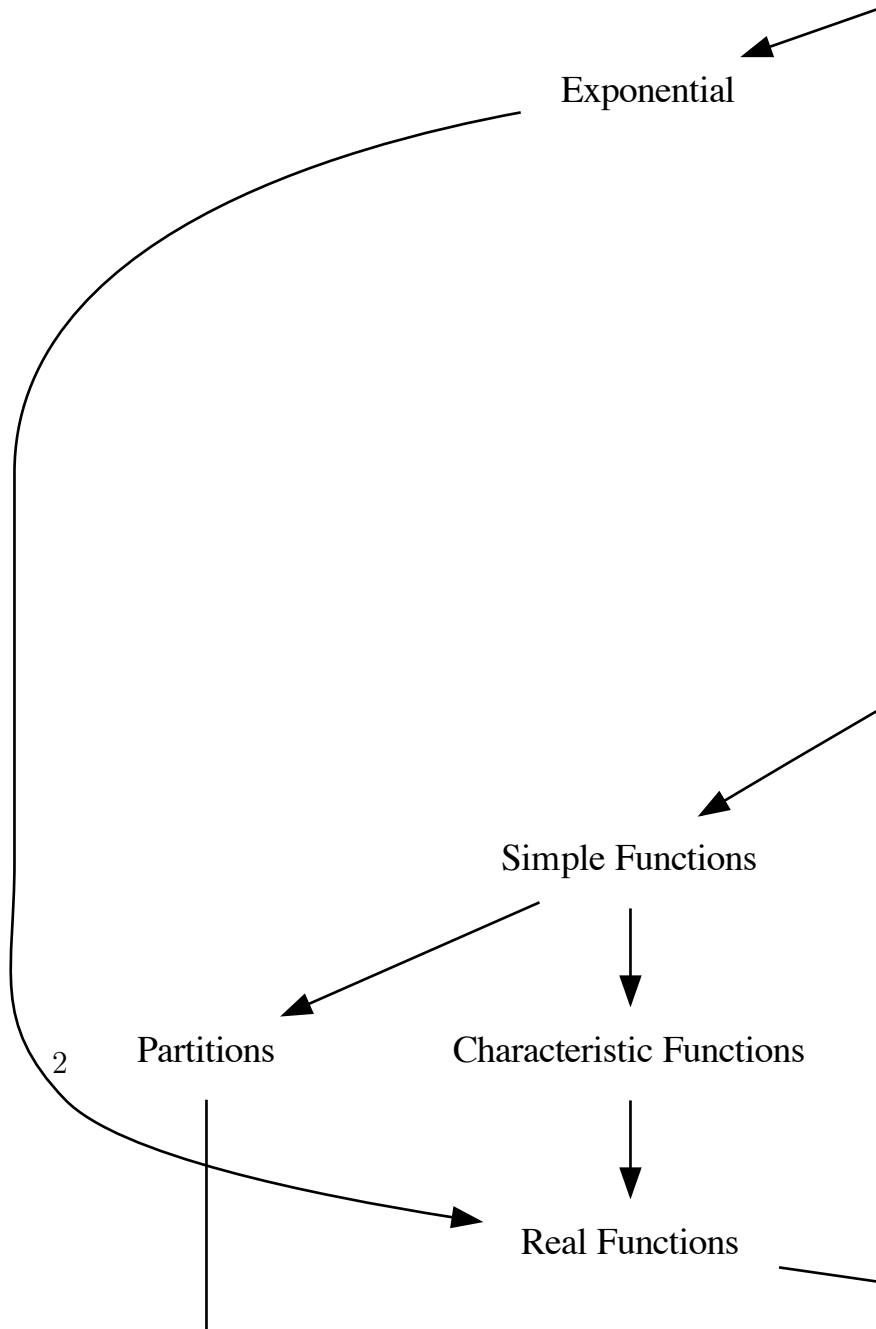 Exponential
Simple Functions
Partitions
Characteristic Functions
2
Real Functions